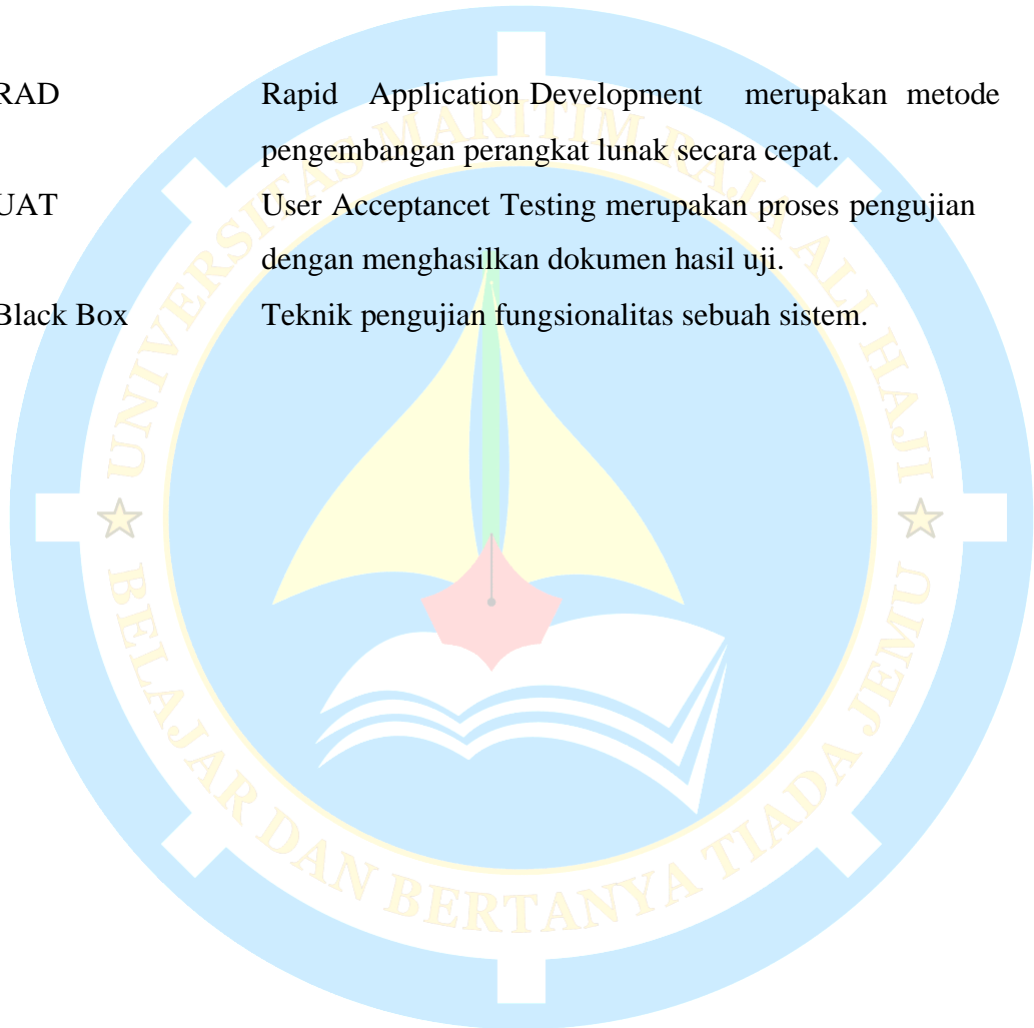 RAD Rapid Application Development merupakan metode
pengembangan perangkat lunak secara cepat.
UAT User Acceptancet Testing merupakan proses pengujian
dengan menghasilkan dokumen hasil uji.
Black Box Teknik pengujian fungsionalitas sebuah sistem.
UNIVERSITAS MARITIM RAJA ALI HAJI
BELAJAR DAN BERTANYA TIADA JEMU